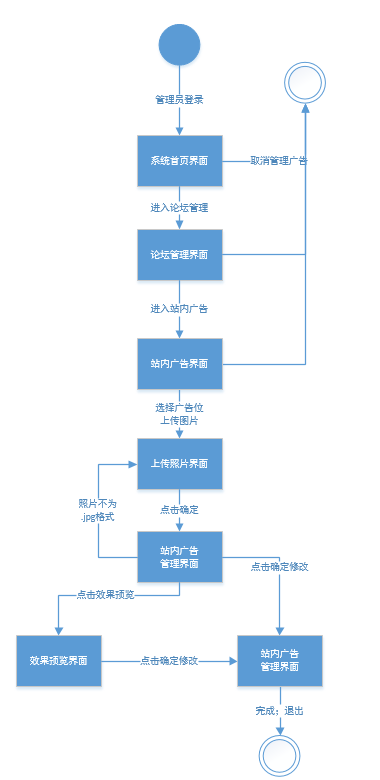 管理员登录
系统首页界面
取消管理广告
进入论坛管理
论坛管理界面
进入站内广告
站内广告界面
选择广告位
上传图片
上传照片界面
照片不为
.jpg格式
点击确定
站内广告
管理界面
点击确定修改
点击效果预览
效果预览界面
点击确定修改
站内广告
管理界面
完成；退出